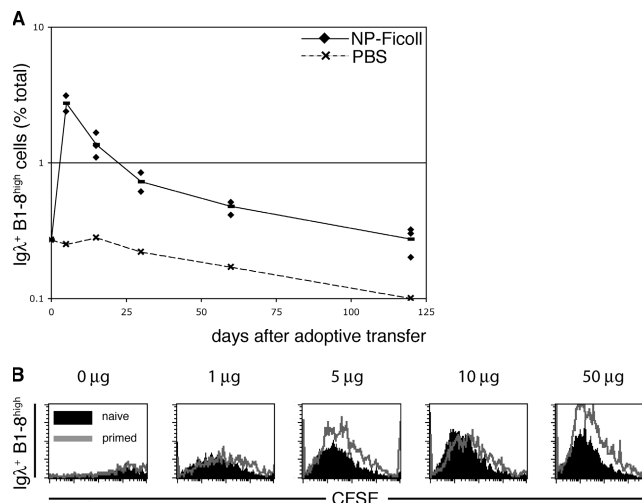 A
10
1
0.1
Igλ+ B1-8high cells (% total)
NP-Ficoll
PBS
0
25
50
75
100
125
days after adoptive transfer
B
0 µg
1 µg
5 µg
10 µg
50 µg
Igλ+ B1-8high
naive
primed
CFSE